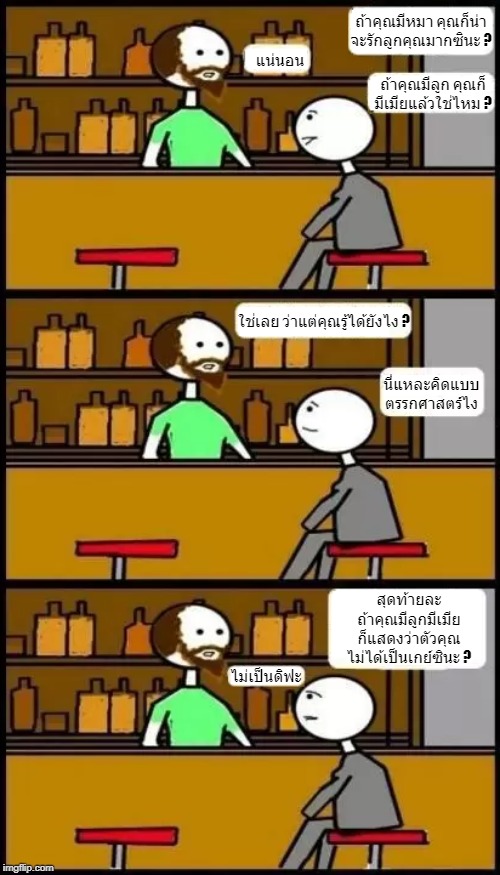 ถ้าคุณมีหมา คุณก็น่า
จะรักลูกคุณมากซินะ ?
แน่นอน
ถ้าคุณมีลูก คุณก็
มีเมียแล้วใช่ไหม ?
ใช่เลย ว่าแต่คุณรู้ได้ยังไง ?
นี่แหละคิดแบบ
ตรรกศาสตร์ไง
สุดท้ายละ
ถ้าคุณมีลูกมีเมีย
ก็แสดงว่าตัวคุณ
ไม่ได้เป็นเกย์ซินะ ?
ไม่เป็นดิฟะ
imgflip.com